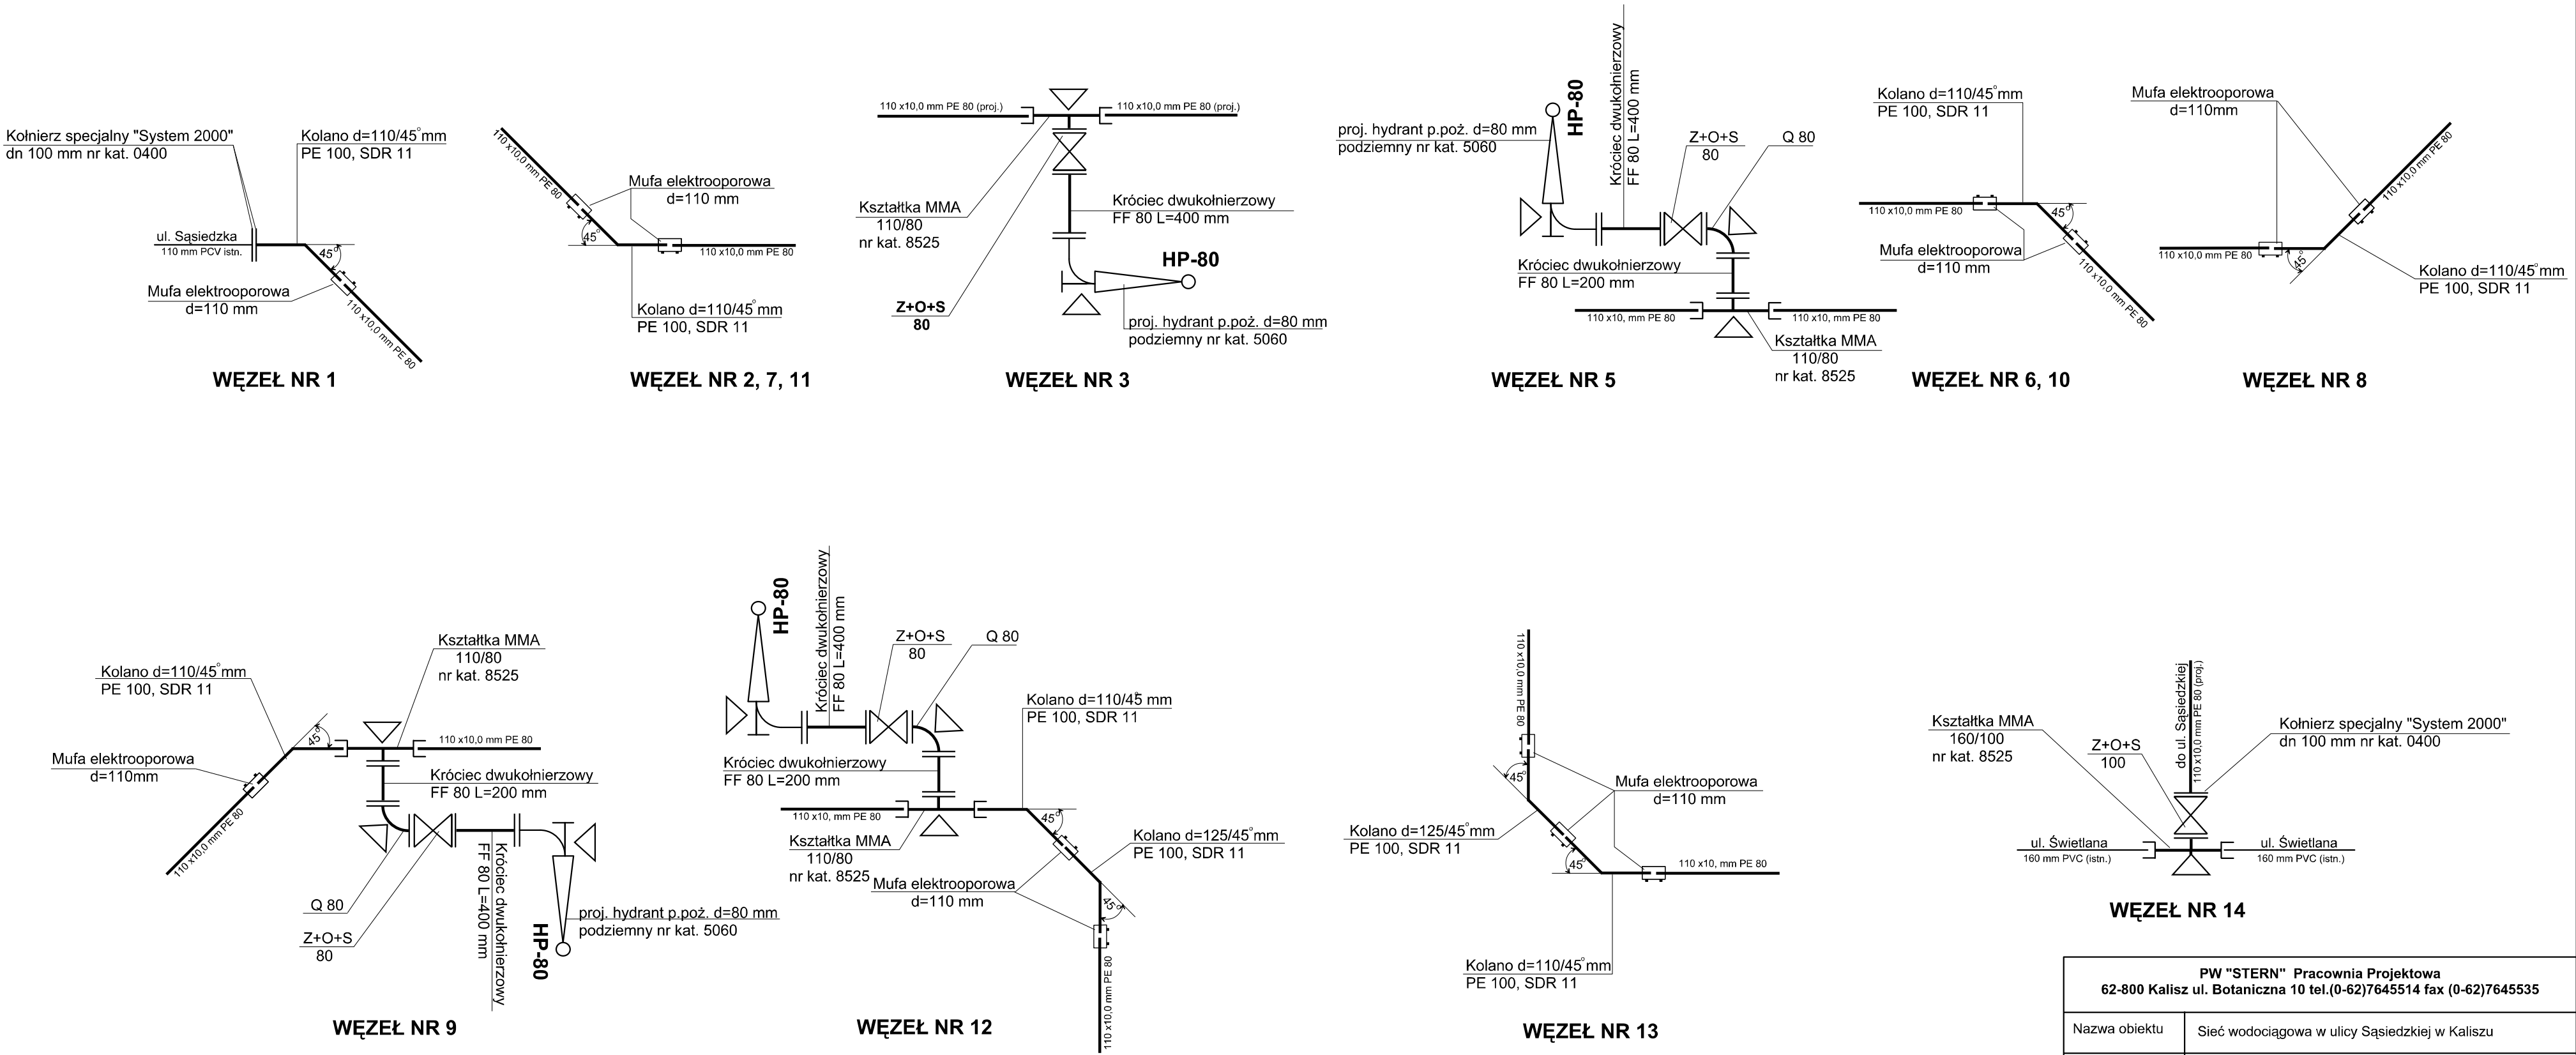 Kołnierz specjalny "System 2000"
dn 100 mm nr kat. 0400
Kolano d=110/45°mm
PE 100, SDR 11
ul. Sąsiedzka
110 mm PCV istn.
45°
Mufa elektrooporowa
d=110 mm
110 x10,0 mm PE 80
WĘZEŁ NR 1
110 x10,0 mm PE 80
Mufa elektrooporowa
d=110 mm
45°
110 x10,0 mm PE 80
Kolano d=110/45°mm
PE 100, SDR 11
WĘZEŁ NR 2, 7, 11
110 x10,0 mm PE 80 (proj.)
110 x10,0 mm PE 80 (proj.)
Kształtka MMA
110/80
nr kat. 8525
Króciec dwukołnierzowy
FF 80 L=400 mm
HP-80
Z+O+S
80
proj. hydrant p.poż. d=80 mm
podziemny nr kat. 5060
WĘZEŁ NR 3
proj. hydrant p.poż. d=80 mm
podziemny nr kat. 5060
HP-80
Króciec dwukołnierzowy
FF 80 L=400 mm
Z+O+S
80
Q 80
Króciec dwukołnierzowy
FF 80 L=200 mm
110 x10, mm PE 80
110 x10, mm PE 80
Kształtka MMA
110/80
nr kat. 8525
WĘZEŁ NR 5
Kolano d=110/45°mm
PE 100, SDR 11
110 x10,0 mm PE 80
45°
Mufa elektrooporowa
d=110 mm
110 x10,0 mm PE 80
WĘZEŁ NR 6, 10
Mufa elektrooporowa
d=110mm
110 x10,0 mm PE 80
110 x10,0 mm PE 80
45°
Kolano d=110/45°mm
PE 100, SDR 11
WĘZEŁ NR 8
Kształtka MMA
110/80
nr kat. 8525
Kolano d=110/45°mm
PE 100, SDR 11
45°
110 x10,0 mm PE 80
Mufa elektrooporowa
d=110mm
Króciec dwukołnierzowy
FF 80 L=200 mm
110 x10,0 mm PE 80
Q 80
Z+O+S
80
Króciec dwukołnierzowy
FF 80 L=400 mm
HP-80
proj. hydrant p.poż. d=80 mm
podziemny nr kat. 5060
WĘZEŁ NR 9
HP-80
Króciec dwukołnierzowy
FF 80 L=400 mm
Z+O+S
80
Q 80
Kolano d=110/45°mm
PE 100, SDR 11
Króciec dwukołnierzowy
FF 80 L=200 mm
110 x10, mm PE 80
45°
Kształtka MMA
110/80
nr kat. 8525
Kolano d=125/45°mm
PE 100, SDR 11
Mufa elektrooporowa
d=110 mm
45°
110 x10,0 mm PE 80
WĘZEŁ NR 12
110 x10,0 mm PE 80
45°
Mufa elektrooporowa
d=110 mm
Kolano d=125/45°mm
PE 100, SDR 11
45°
110 x10, mm PE 80
Kolano d=110/45°mm
PE 100, SDR 11
WĘZEŁ NR 13
do ul. Sąsiedzkiej
110 x10,0 mm PE 80 (proj.)
Kształtka MMA
160/100
nr kat. 8525
Z+O+S
100
Kołnierz specjalny "System 2000"
dn 100 mm nr kat. 0400
ul. Świetlana
160 mm PVC (istn.)
ul. Świetlana
160 mm PVC (istn.)
WĘZEŁ NR 14
PW "STERN" Pracownia Projektowa
62-800 Kalisz ul. Botaniczna 10 tel.(0-62)7645514 fax (0-62)7645535
Nazwa obiektu
Sieć wodociągowa w ulicy Sąsiedzkiej w Kaliszu